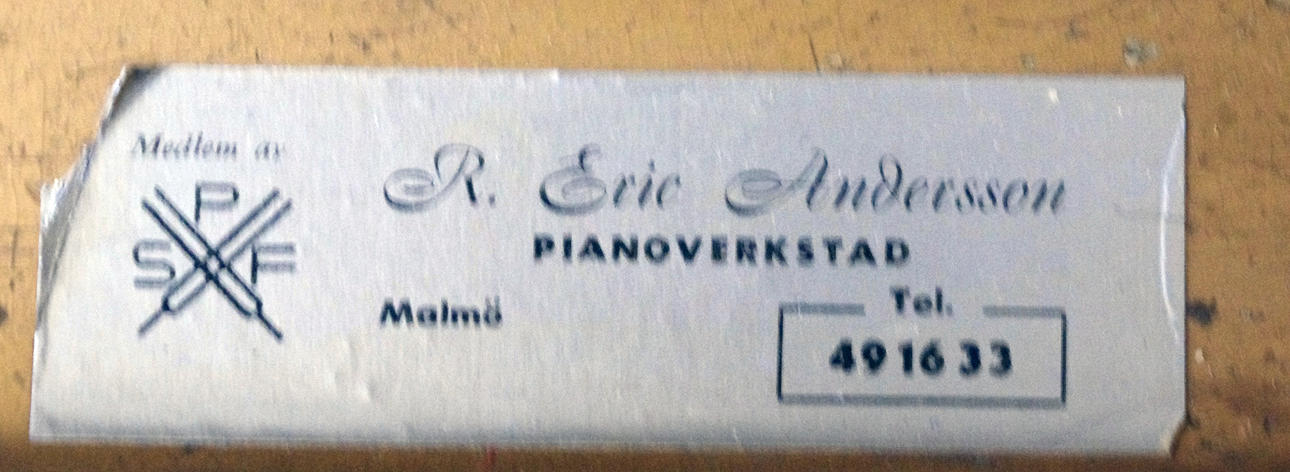 Medlem av
P
S F
R. Eric Andersson
PIANOVERKSTAD
Malmö
Tel.
49 16 33